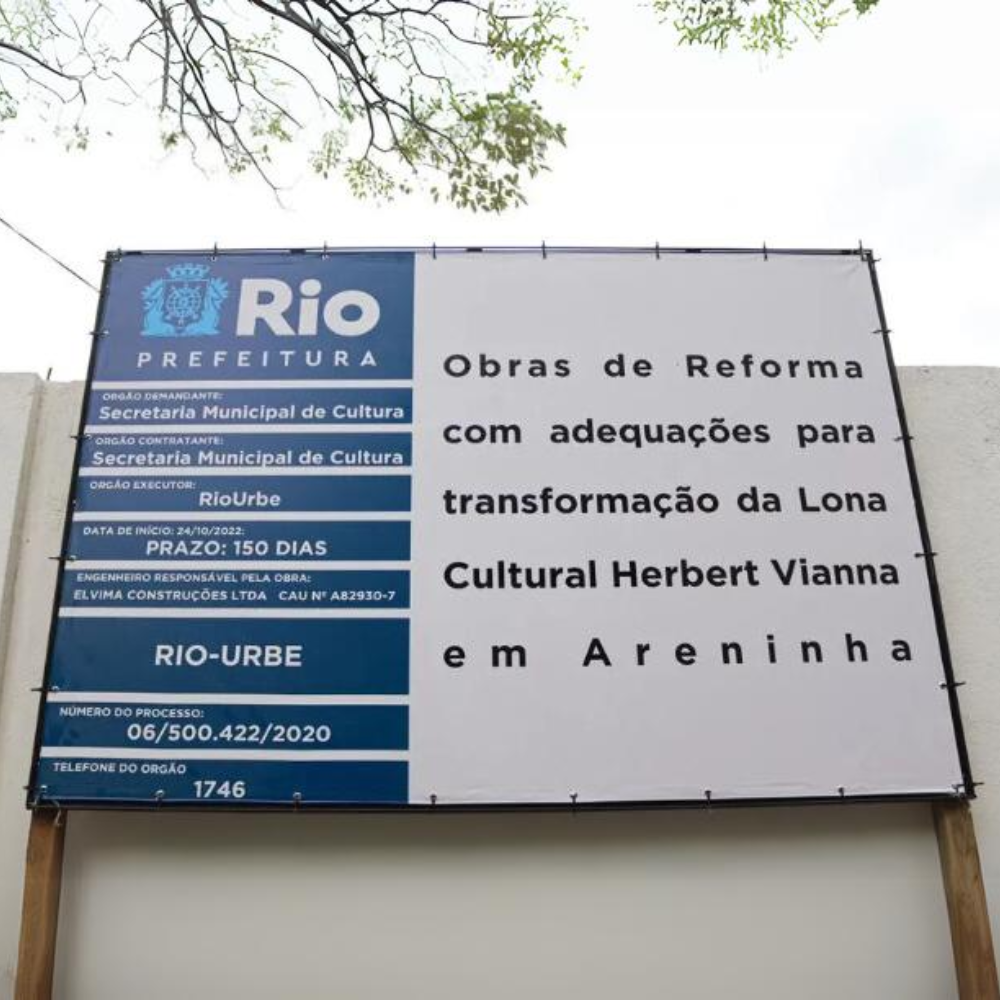 Rio
PREFEITURA
ORGÃO DEMANDANTE:
Secretaria Municipal de Cultura
ORGÃO CONTRATANTE:
Secretaria Municipal de Cultura
ORGÃO EXECUTOR:
RioUrbe
DATA DE INÍCIO: 24/10/2022:
PRAZO: 150 DIAS
ENGENHEIRO RESPONSÁVEL PELA OBRA:
ELVIMA CONSTRUÇÕES LTDA CAU Nº A82930-7
RIO-URBE
NÚMERO DO PROCESSO:
06/500.422/2020
TELEFONE DO ORGÃO
1746
Obras de Reforma
com adequações para
transformação da Lona
Cultural Herbert Vianna
em Areninha